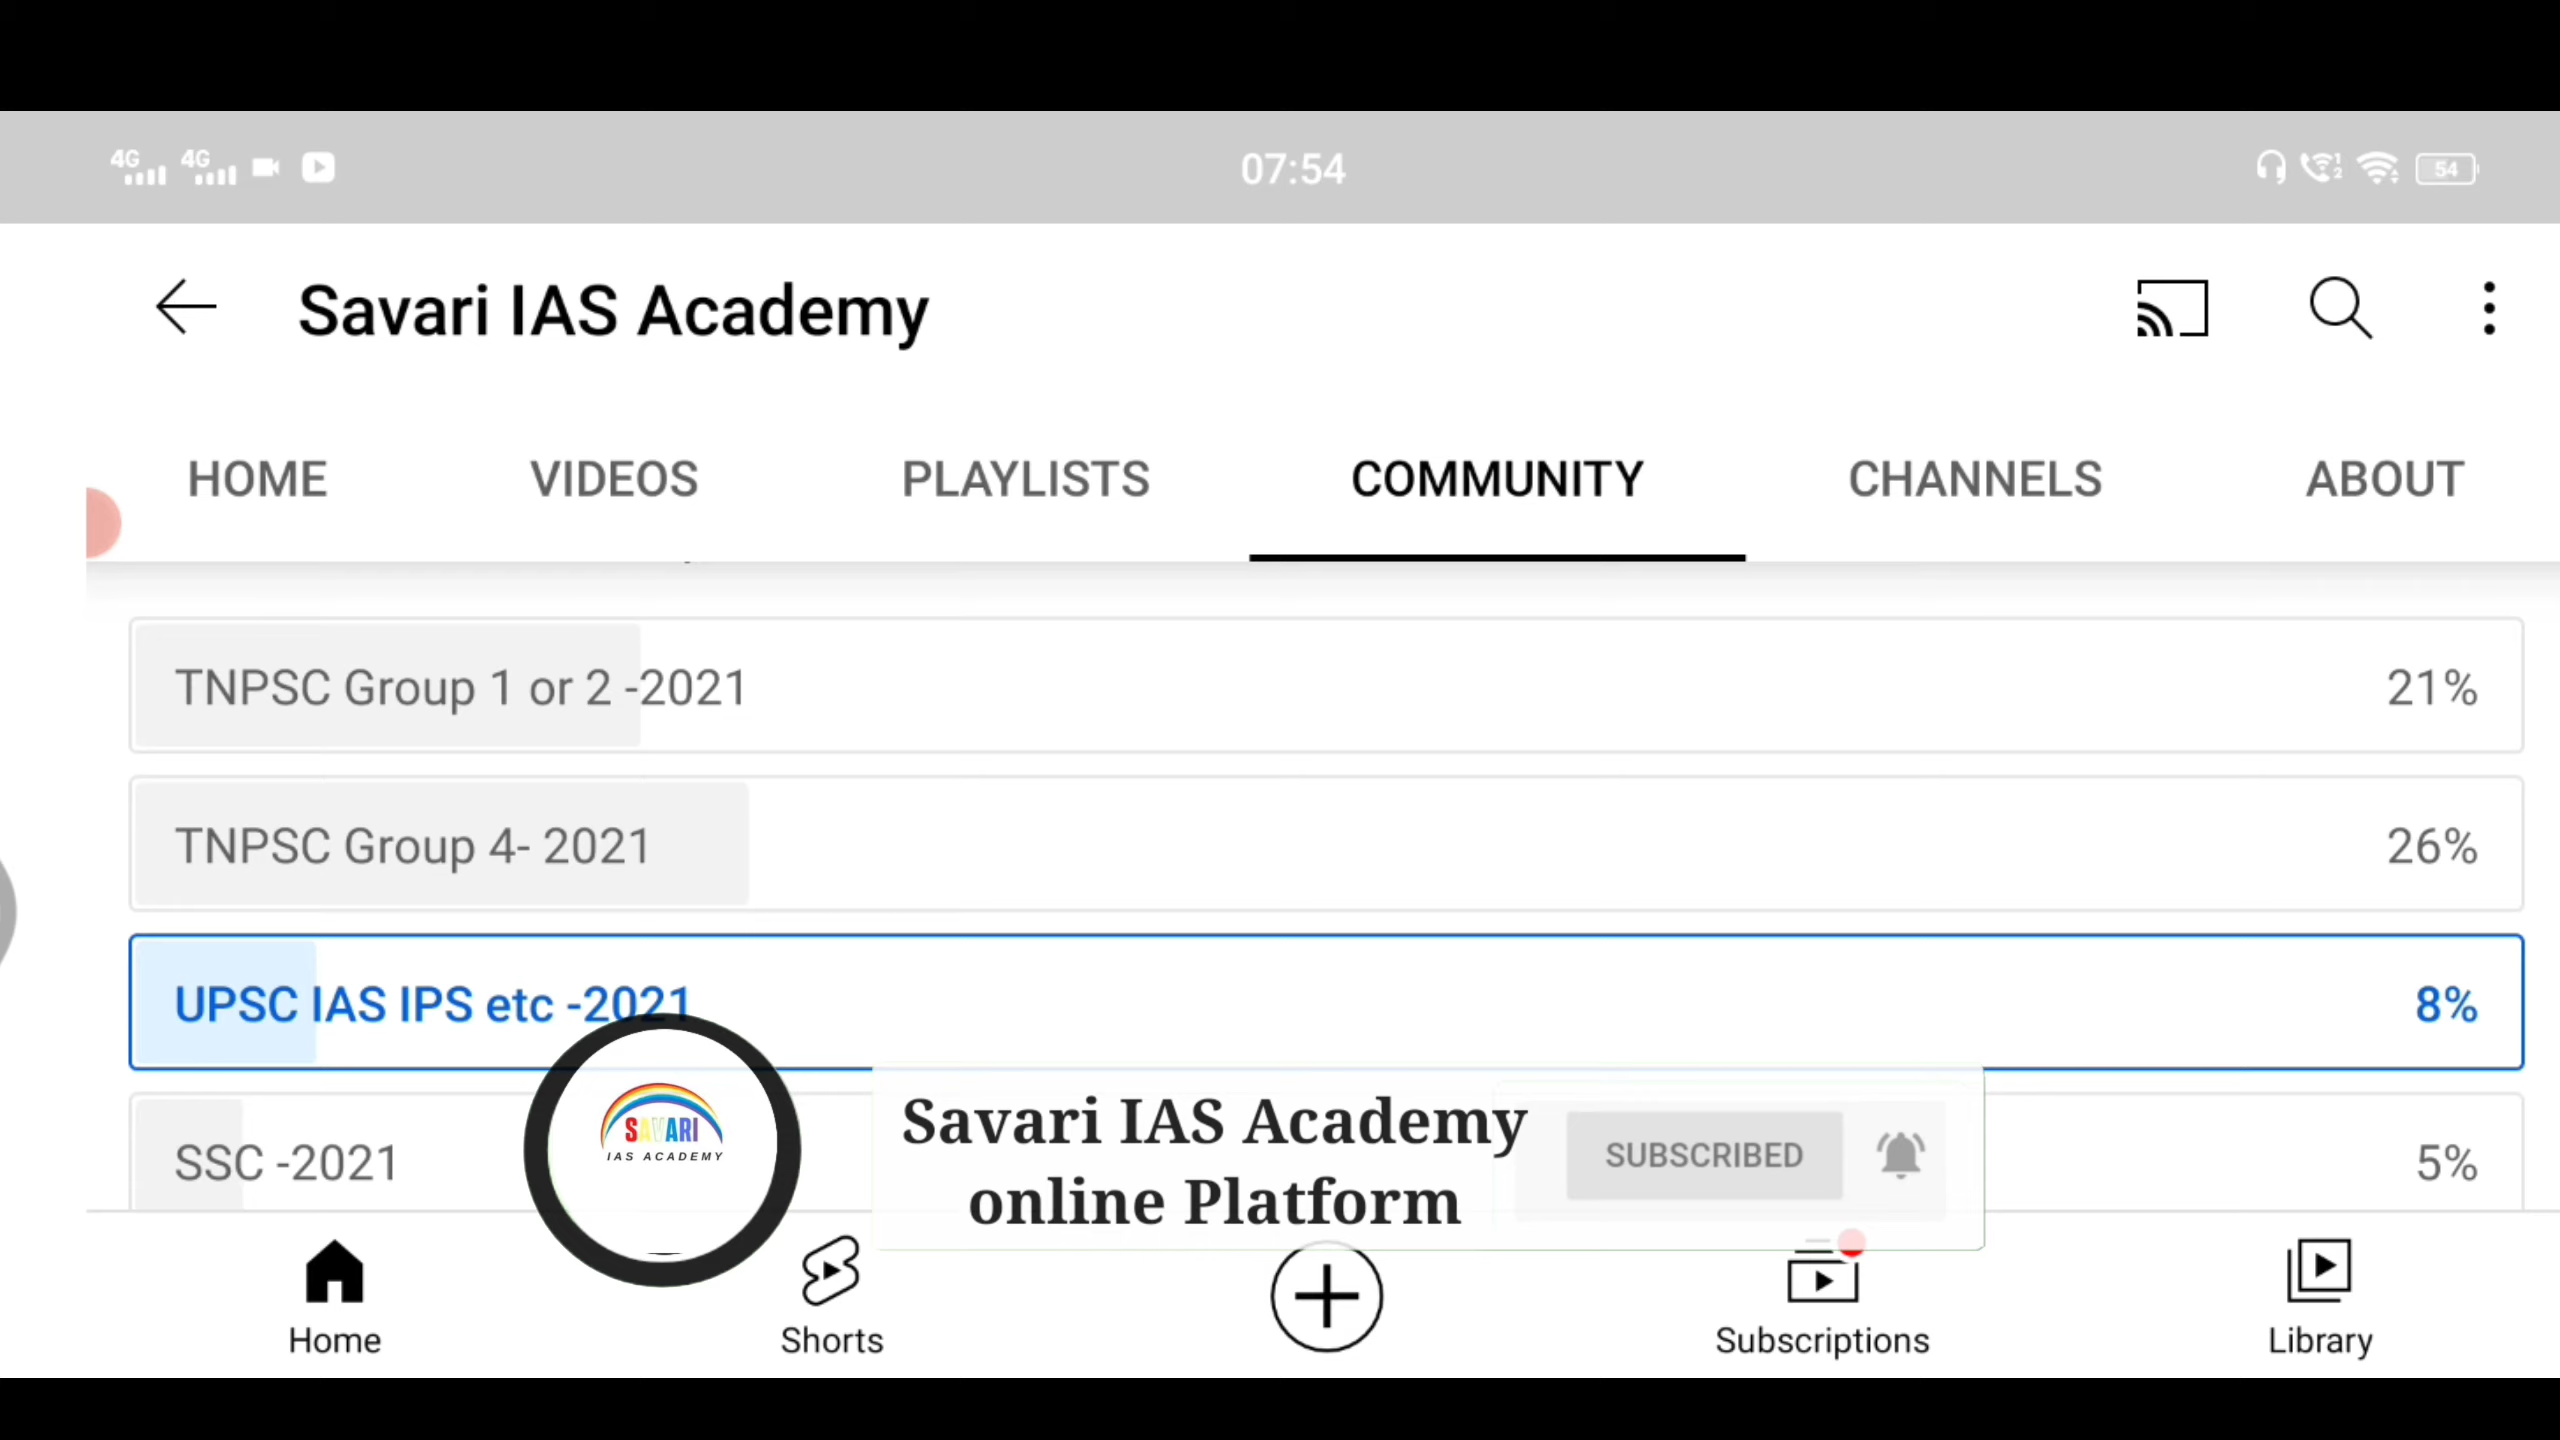 4G 4G 07:54 54
Savari IAS Academy
HOME VIDEOS PLAYLISTS COMMUNITY CHANNELS ABOUT
TNPSC Group 1 or 2 -2021 21%
TNPSC Group 4- 2021 26%
UPSC IAS IPS etc -2021 8%
SSC -2021 5%
SAVARI
IAS ACADEMY
Savari IAS Academy
online Platform
SUBSCRIBED
Home Shorts Subscriptions Library